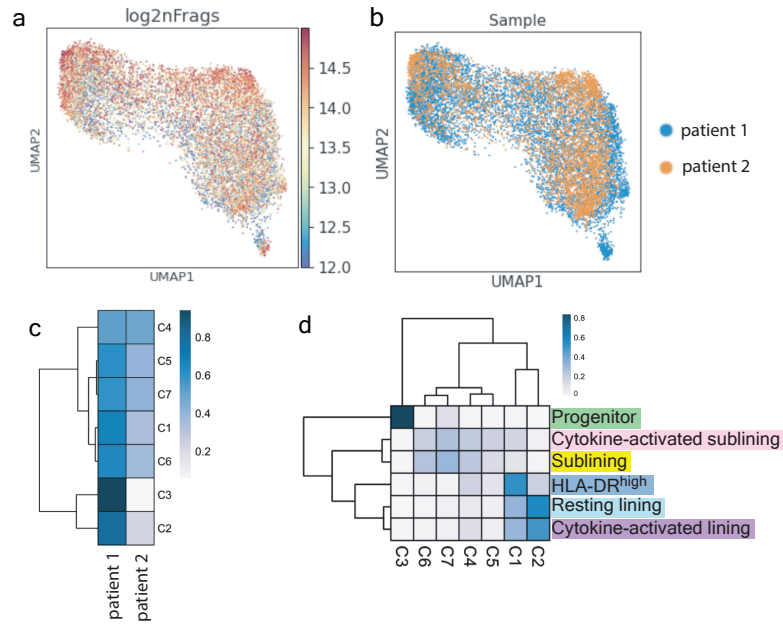 a
log2nFrags
UMAP2
UMAP1
14.5
14.0
13.5
13.0
12.5
12.0
b
Sample
UMAP2
UMAP1
patient 1
patient 2
c
0.8
0.6
0.4
0.2
C4
C5
C7
C1
C6
C3
C2
patient 1
patient 2
d
0.8
0.6
0.4
0.2
0
Progenitor
Cytokine-activated sublining
Sublining
HLA-DRhigh
Resting lining
Cytokine-activated lining
C3
C6
C7
C4
C5
C1
C2